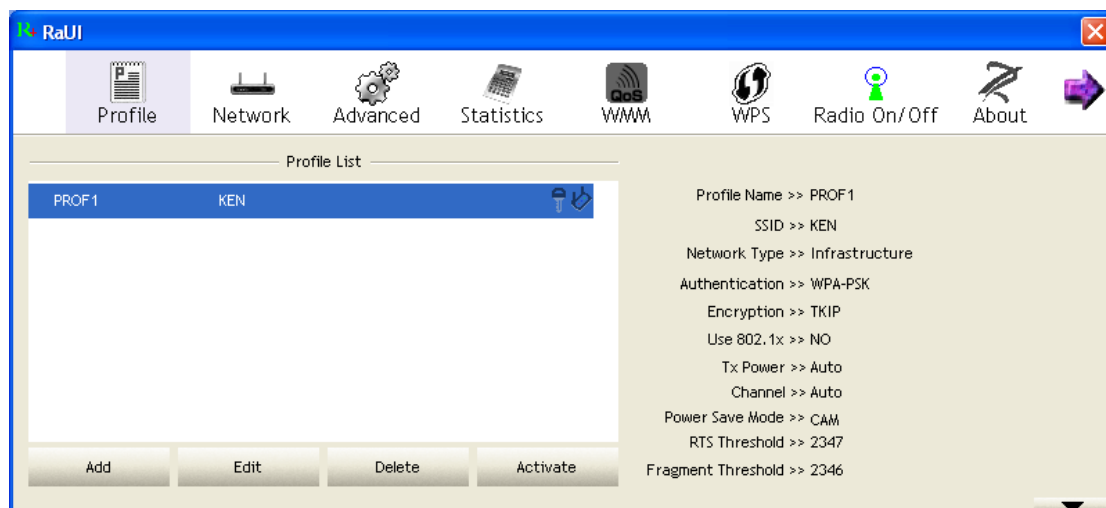 RaUI
Profile Network Advanced Statistics QoS WMM WPS Radio On/Off About
Profile List
PROF1 KEN
Add Edit Delete Activate
Profile Name >> PROF1
SSID >> KEN
Network Type >> Infrastructure
Authentication >> WPA-PSK
Encryption >> TKIP
Use 802.1x >> NO
Tx Power >> Auto
Channel >> Auto
Power Save Mode >> CAM
RTS Threshold >> 2347
Fragment Threshold >> 2346